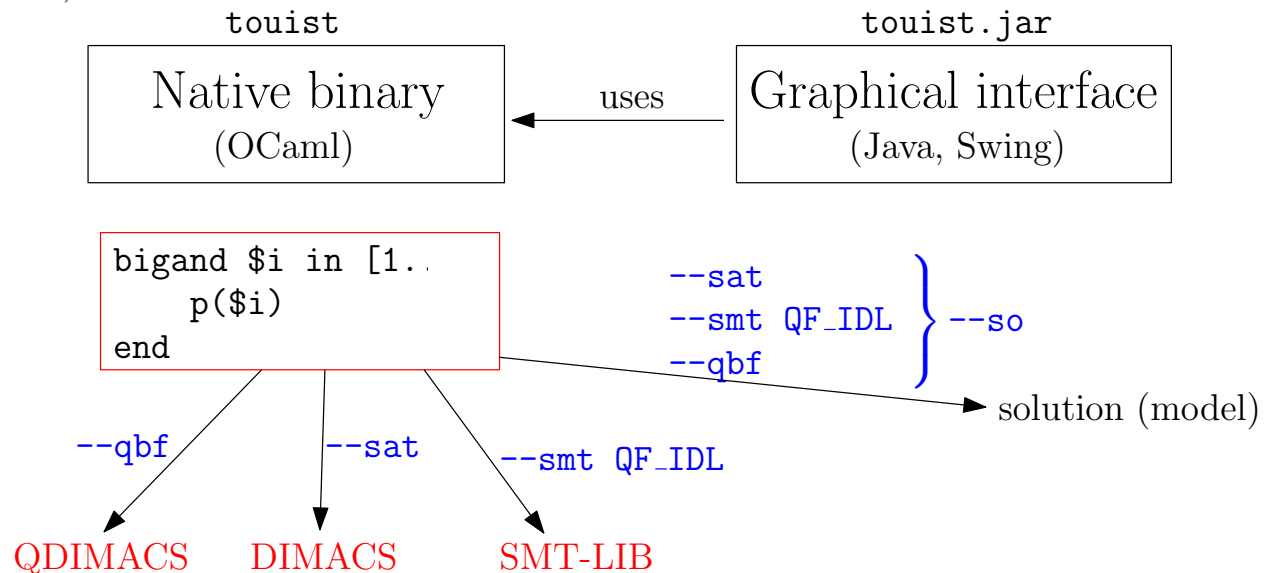 touist
touist.jar
Native binary
(OCaml)
uses
Graphical interface
(Java, Swing)
bigand $i in [1..
p($i)
end
--sat
--smt QF_IDL
--qbf
--so
solution (model)
--qbf
--sat
--smt QF_IDL
QDIMACS
DIMACS
SMT-LIB